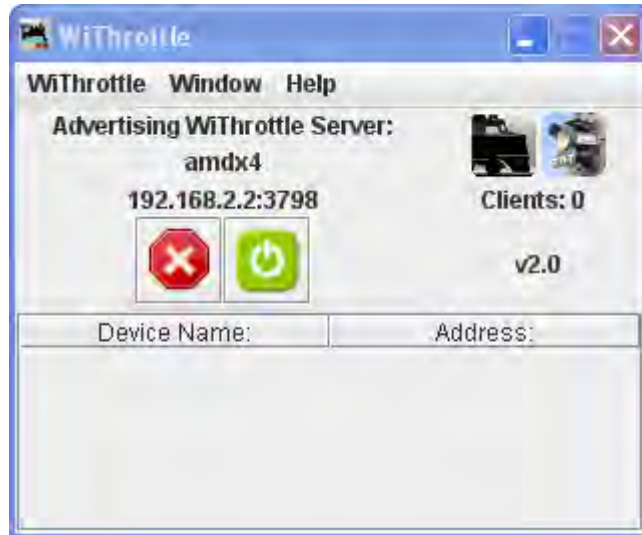 WiThrottle
WiThrottle Window Help
Advertising WiThrottle Server:
amdx4
192.168.2.2:3798
Clients: 0
v2.0
Device Name: Address: